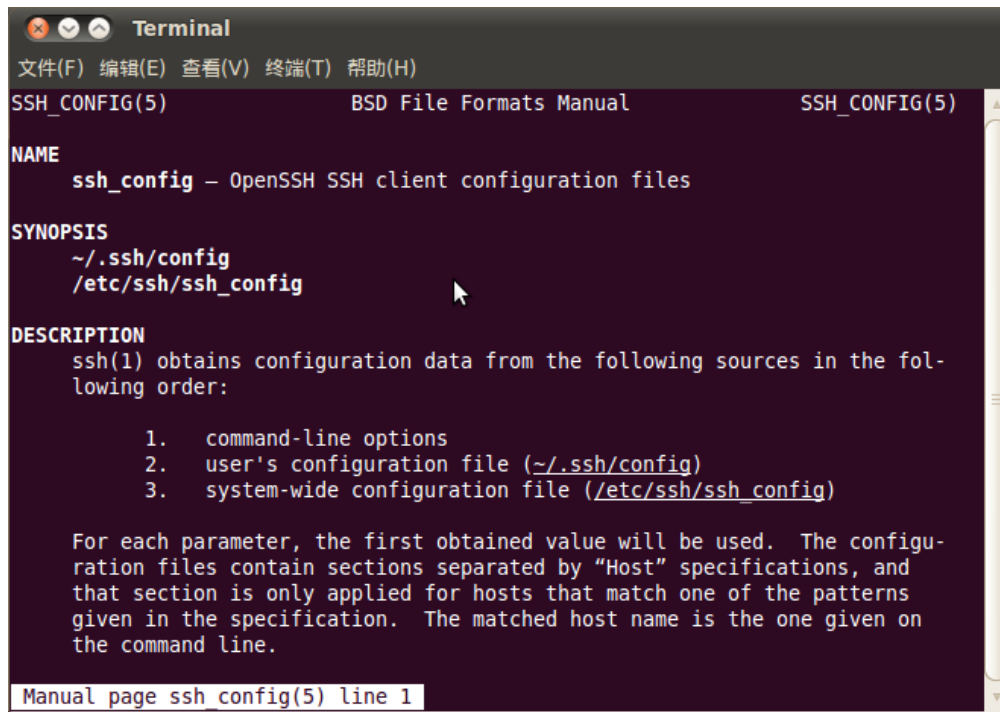 Terminal
文件(F) 编辑(E) 查看(V) 终端(T) 帮助(H)
SSH_CONFIG(5) BSD File Formats Manual SSH_CONFIG(5)
NAME
ssh_config — OpenSSH SSH client configuration files
SYNOPSIS
~/.ssh/config
/etc/ssh/ssh_config
DESCRIPTION
ssh(1) obtains configuration data from the following sources in the fol-
lowing order:
1. command-line options
2. user's configuration file (~/.ssh/config)
3. system-wide configuration file (/etc/ssh/ssh_config)
For each parameter, the first obtained value will be used. The configu-
ration files contain sections separated by “Host” specifications, and
that section is only applied for hosts that match one of the patterns
given in the specification. The matched host name is the one given on
the command line.
Manual page ssh_config(5) line 1